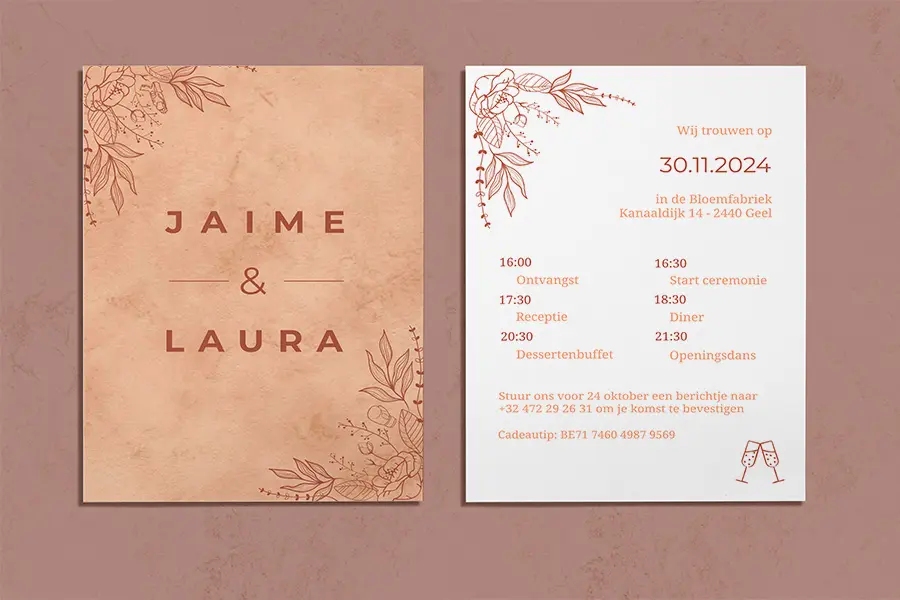 JAIME
&
LAURA
Wij trouwen op
30.11.2024
in de Bloemfabriek
Kanaaldijk 14 - 2440 Geel
16:00
Ontvangst
16:30
Start ceremonie
17:30
Receptie
18:30
Diner
20:30
Dessertenbuffet
21:30
Openingsdans
Stuur ons voor 24 oktober een berichtje naar
+32 472 29 26 31 om je komst te bevestigen
Cadeautip: BE71 7460 4987 9569